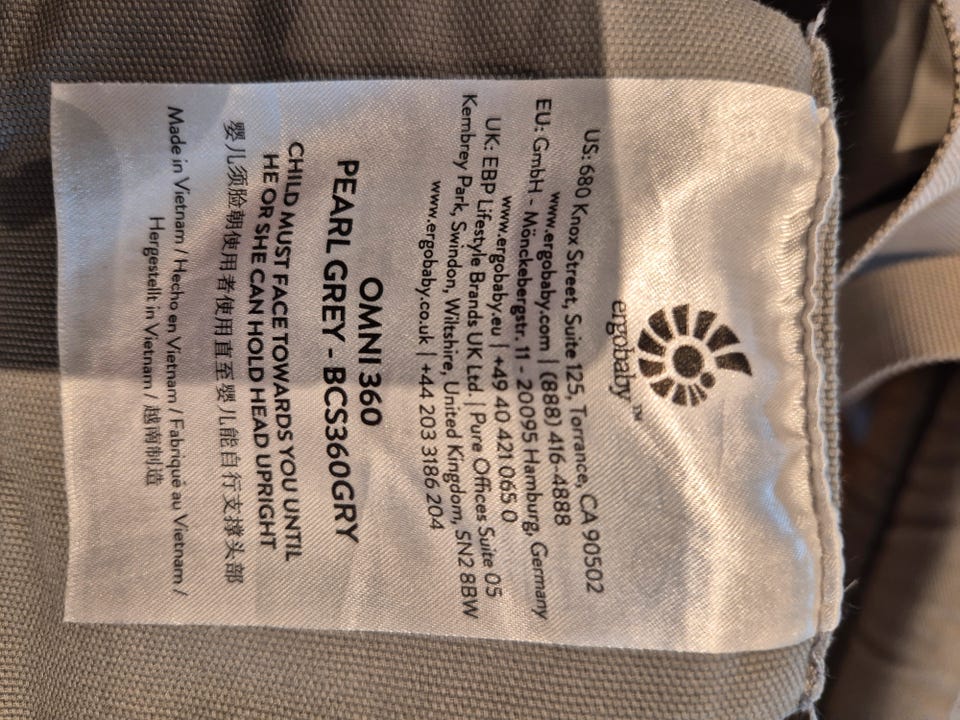 ergobaby™
US: 680 Knox Street, Suite 125, Torrance, CA 90502
www.ergobaby.com | (888) 416-4888
EU: GmbH - Mönckebergstr. 11 - 20095 Hamburg, Germany
www.ergobaby.eu | +49 40 421 065 0
UK: EBP Lifestyle Brands UK Ltd. | Pure Offices Suite 05
Kembrey Park, Swindon, Wiltshire, United Kingdom, SN2 8BW
www.ergobaby.co.uk | +44 203 3186 204
OMNI 360
PEARL GREY - BCS360GRY
CHILD MUST FACE TOWARDS YOU UNTIL
HE OR SHE CAN HOLD HEAD UPRIGHT
婴儿须脸朝使用者使用直至婴儿能自行支撑头部
Made in Vietnam / Hecho en Vietnam / Fabriqué au Vietnam /
Hergestellt in Vietnam / 越南制造